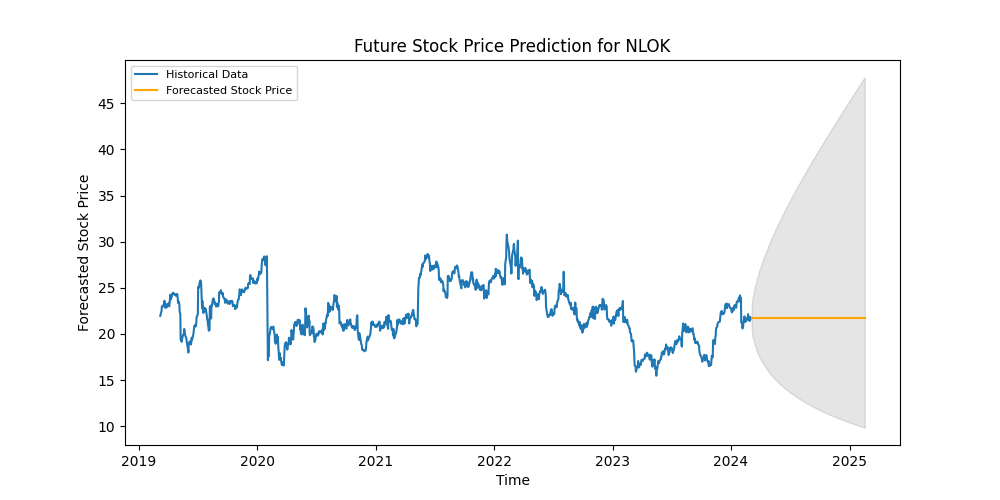 Future Stock Price Prediction for NLOK
Historical Data
Forecasted Stock Price
Forecasted Stock Price
45
40
35
30
25
20
15
10
2019 2020 2021 2022 2023 2024 2025
Time